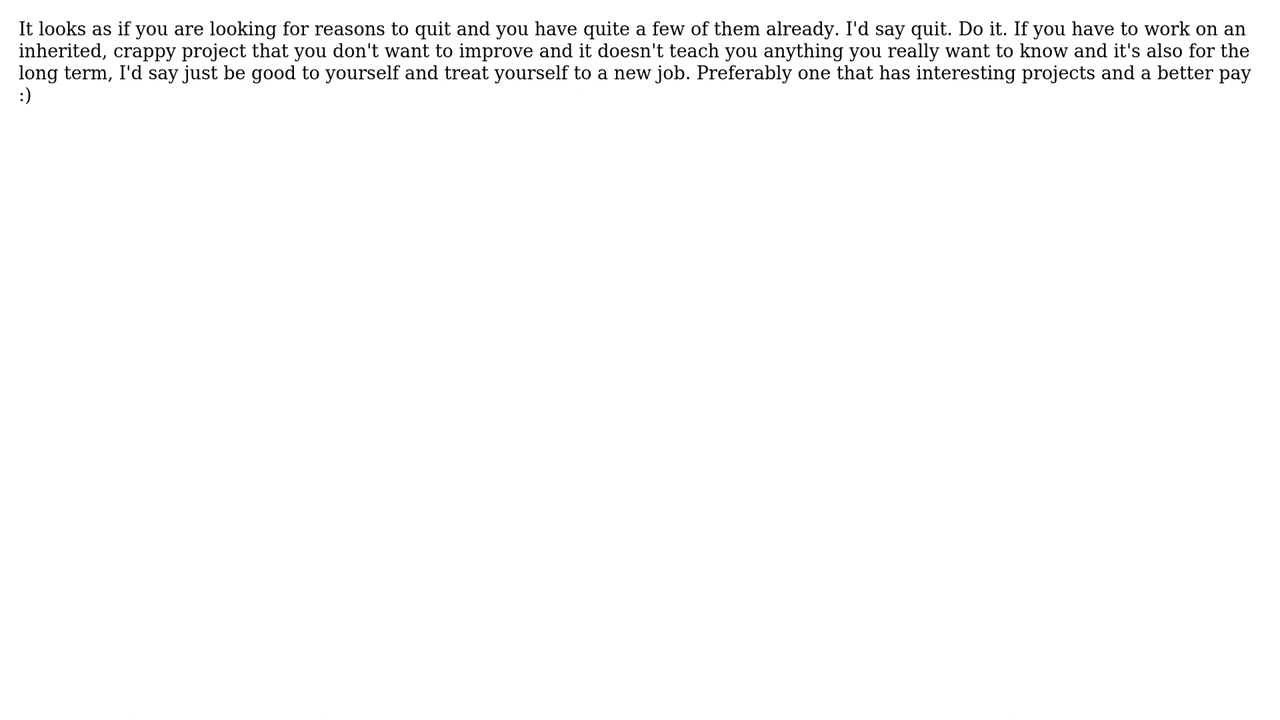 It looks as if you are looking for reasons to quit and you have quite a few of them already. I'd say quit. Do it. If you have to work on an
inherited, crappy project that you don't want to improve and it doesn't teach you anything you really want to know and it's also for the
long term, I'd say just be good to yourself and treat yourself to a new job. Preferably one that has interesting projects and a better pay
:)